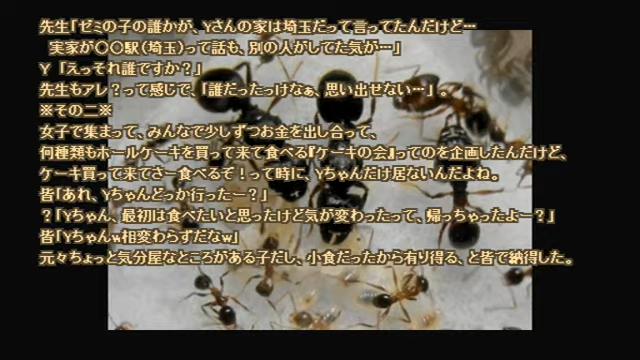 先生「ゼミの子の誰かが、Yさんの家は埼玉だって言ってたんだけど…
実家が〇〇駅（埼玉）って話も、別の人がしてた気が…」
Y 「えっそれ誰ですか？」
先生もアレ？って感じで、「誰だったっけなぁ、思い出せない…」。
※その二※
女子で集まって、みんなで少しずつお金を出し合って、
何種類もホールケーキを買って来て食べる『ケーキの会』ってのを企画したんだけど、
ケーキ買って来てさー食べるぞ！って時に、Yちゃんだけ居ないんだよね。
皆「あれ、Yちゃんどっか行ったー？」
？「Yちゃん、最初は食べたいと思ったけど気が変わったって、帰っちゃったよー？」
皆「Yちゃんw相変わらずだなw」
元々ちょっと気分屋なところがある子だし、小食だったから有り得る、と皆で納得した。